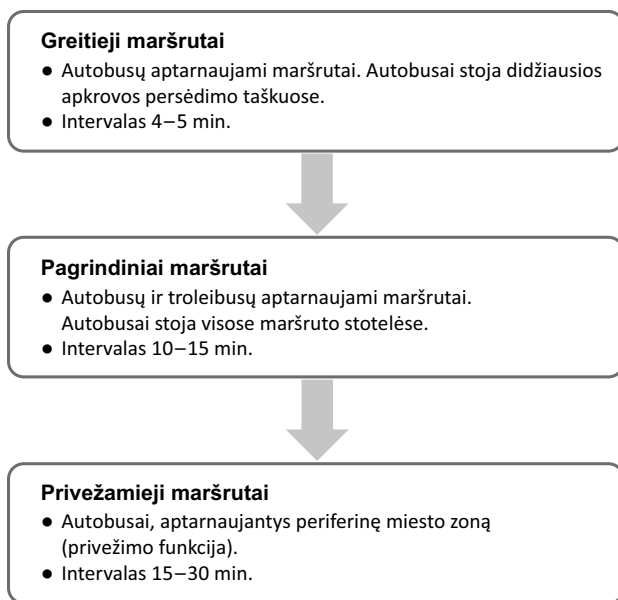 Greitieji maršrutai
● Autobusų aptarnaujami maršrutai. Autobusai stoja didžiausios
apkrovos persėdimo taškuose.
● Intervalas 4–5 min.
Pagrindiniai maršrutai
● Autobusų ir troleibusų aptarnaujami maršrutai.
Autobusai stoja visose maršruto stotelėse.
● Intervalas 10–15 min.
Privežamieji maršrutai
● Autobusai, aptarnaujantys periferinę miesto zoną
(privežimo funkcija).
● Intervalas 15–30 min.